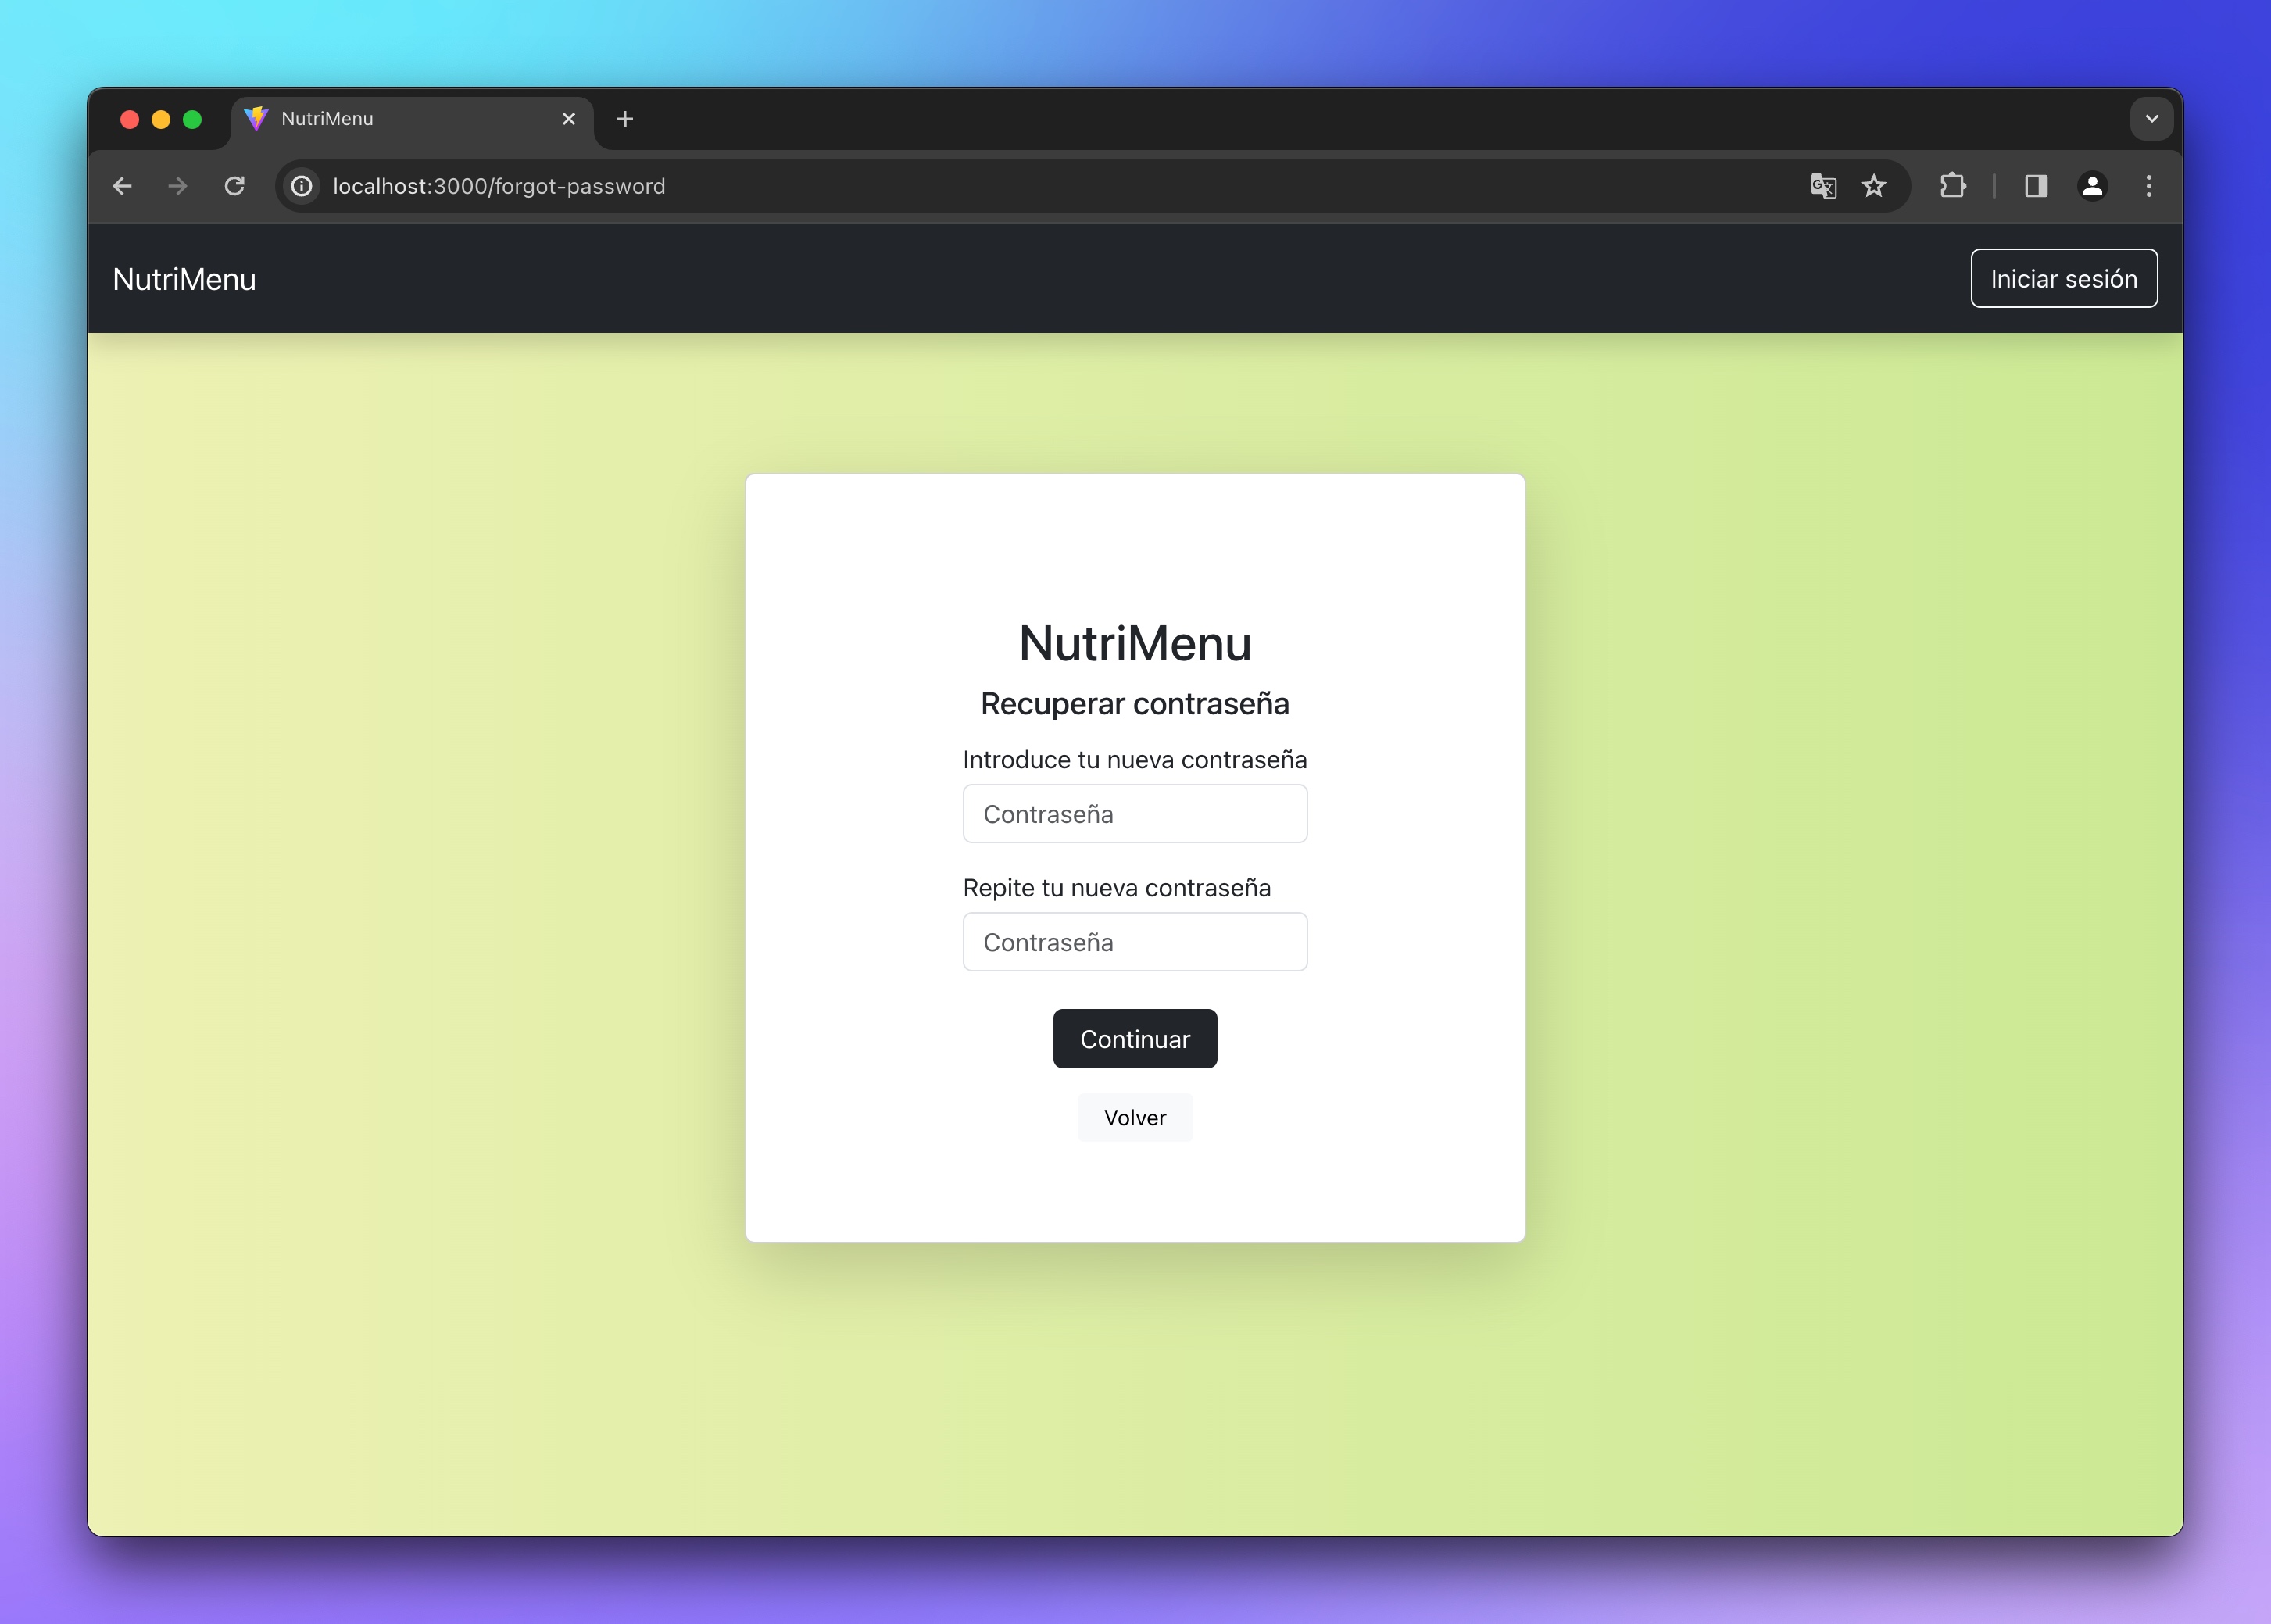 NutriMenu
localhost:3000/forgot-password
NutriMenu
Iniciar sesión
NutriMenu
Recuperar contraseña
Introduce tu nueva contraseña
Contraseña
Repite tu nueva contraseña
Contraseña
Continuar
Volver